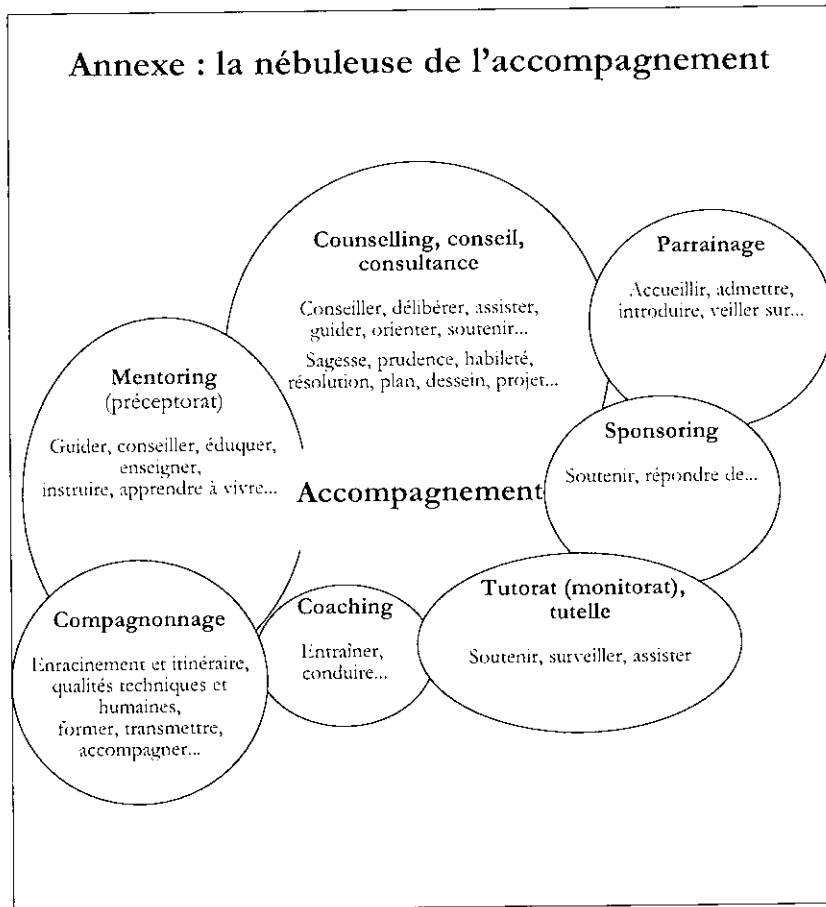 Annexe : la nébuleuse de l'accompagnement
Counselling, conseil,
consultance
Conseiller, délibérer, assister,
guider, orienter, soutenir...
Sagesse, prudence, habileté,
résolution, plan, dessein, projet...
Parrainage
Accueillir, admettre,
introduire, veiller sur...
Mentoring
(préceptorat)
Guider, conseiller, éduquer,
enseigner,
instruire, apprendre à vivre...
Accompagnement
Sponsoring
Soutenir, répondre de...
Compagnonnage
Enracinement et itinéraire,
qualités techniques et
humaines,
former, transmettre,
accompagner...
Coaching
Entraîner,
conduire...
Tutorat (monitorat),
tutelle
Soutenir, surveiller, assister